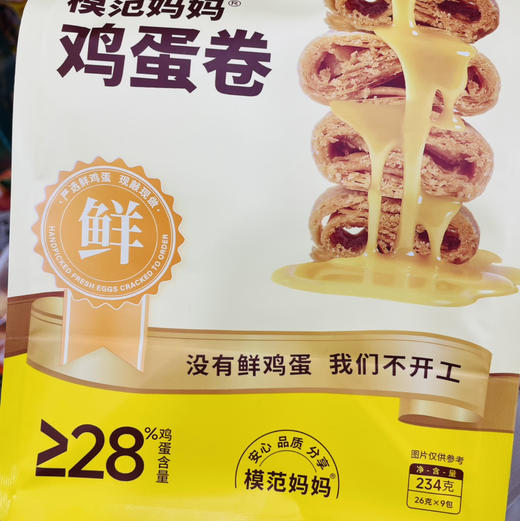 模范妈妈®
鸡蛋卷
·严选鲜鸡蛋 现敲现做·
鲜
HANDPICKED FRESH EGGS CRACKED TO ORDER
没有鲜鸡蛋 我们不开工
≥28%鸡蛋含量
安心 品质 分享
模范妈妈®
图片仅供参考
净·含·量
234克
26克×9包